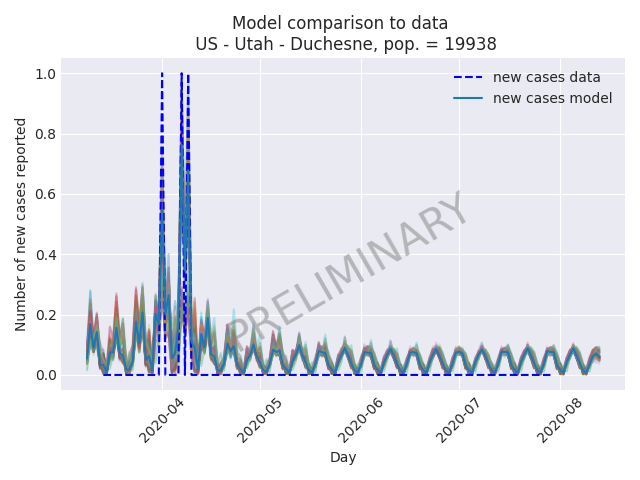 Model comparison to data
US - Utah - Duchesne, pop. = 19938
new cases data
new cases model
Number of new cases reported
1.0
0.8
0.6
0.4
0.2
0.0
PRELIMINARY
2020-04
2020-05
2020-06
2020-07
2020-08
Day